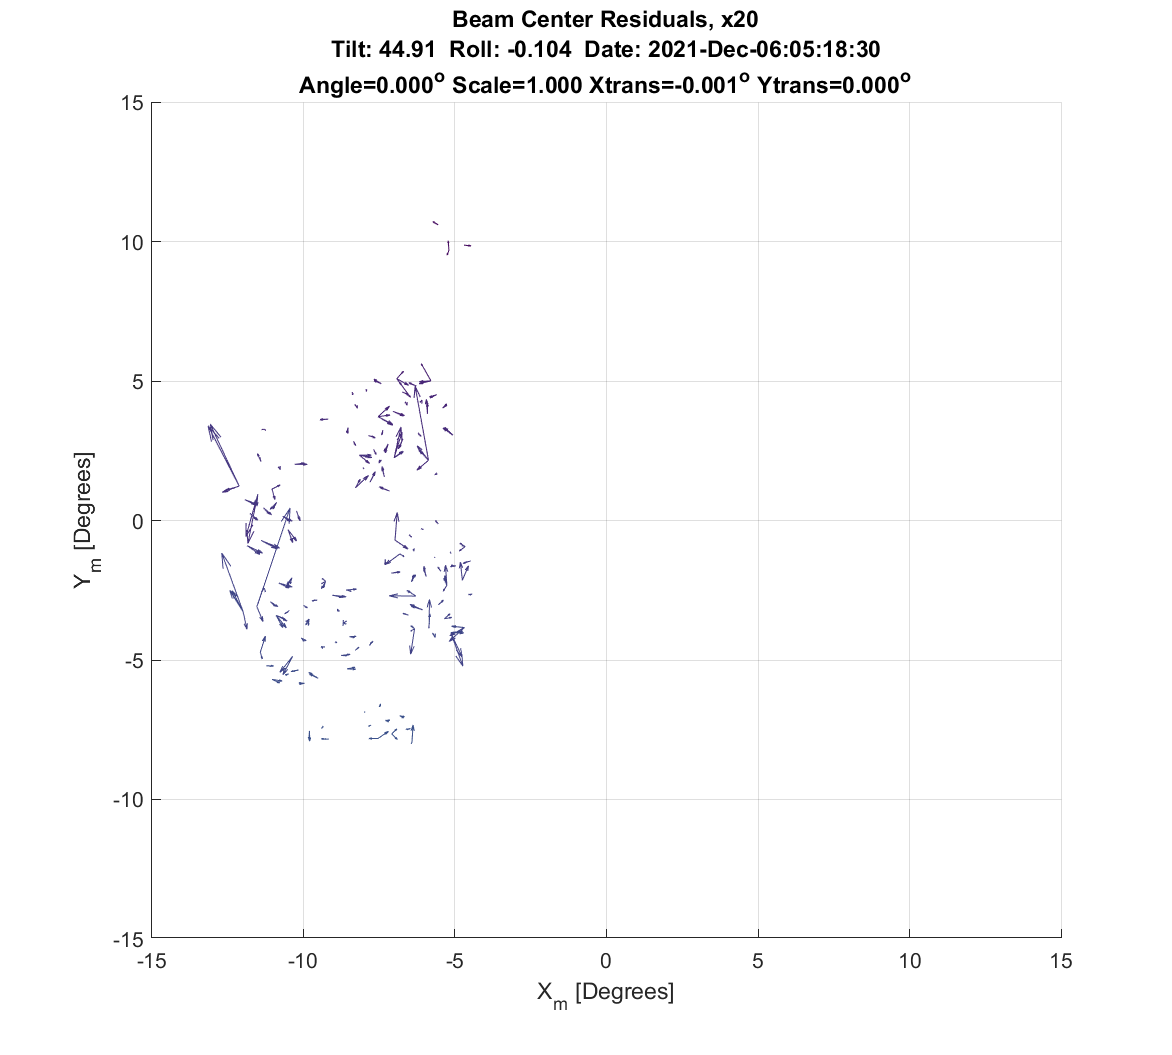 Beam Center Residuals, x20
Tilt: 44.91 Roll: -0.104 Date: 2021-Dec-06:05:18:30
Angle=0.000° Scale=1.000 Xtrans=-0.001° Ytrans=0.000°
15
10
5
0
-5
-10
-15
Ym [Degrees]
-15 -10 -5 0 5 10 15
Xm [Degrees]